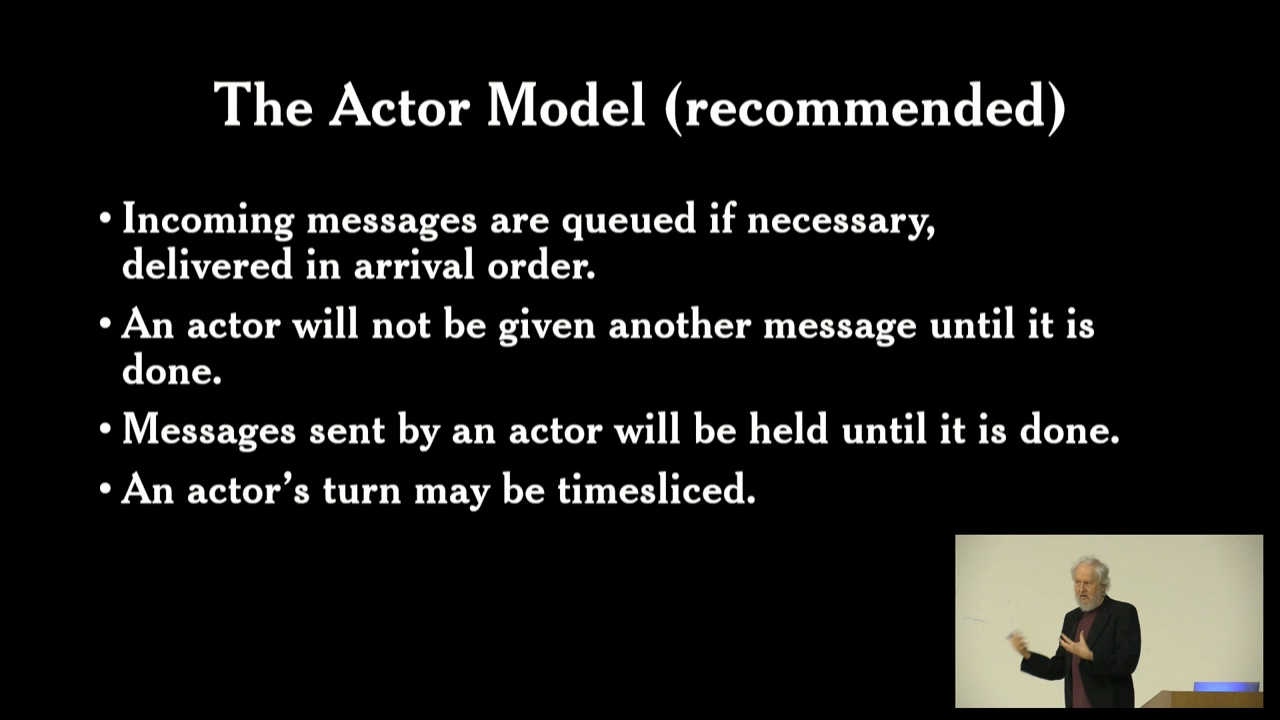 The Actor Model (recommended)
• Incoming messages are queued if necessary,
delivered in arrival order.
• An actor will not be given another message until it is
done.
• Messages sent by an actor will be held until it is done.
• An actor’s turn may be timesliced.